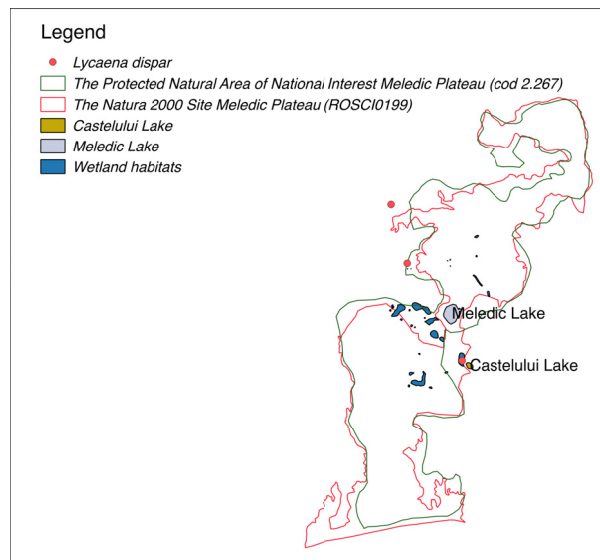 Legend
Lycaena dispar
The Protected Natural Area of National Interest Meledic Plateau (cod 2.267)
The Natura 2000 Site Meledic Plateau (ROSCI0199)
Castelului Lake
Meledic Lake
Wetland habitats
Meledic Lake
Castelului Lake